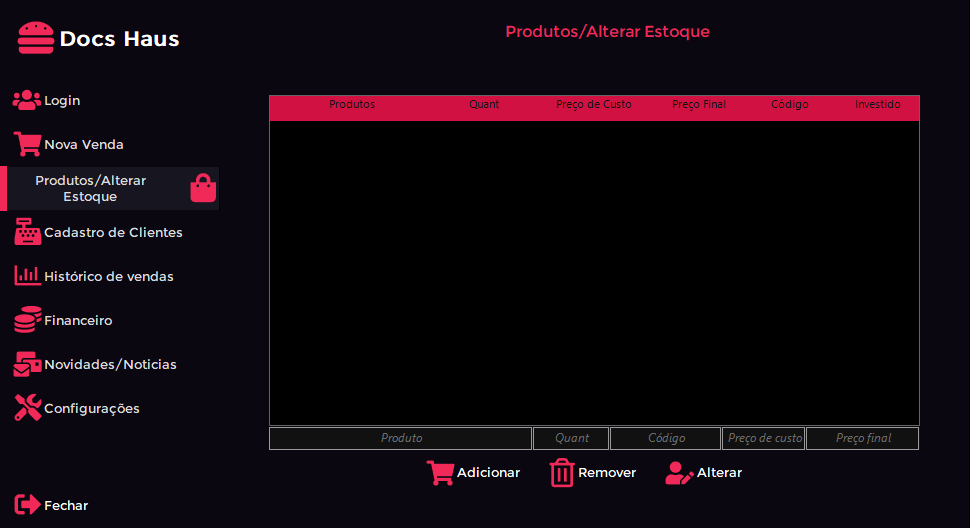 Docs Haus
Produtos/Alterar Estoque
Login
Nova Venda
Produtos/Alterar
Estoque
Cadastro de Clientes
Histórico de vendas
Financeiro
Novidades/Noticias
Configurações
Fechar
Produtos Quant Preço de Custo Preço Final Código Investido
Produto Quant Código Preço de custo Preço final
Adicionar Remover Alterar